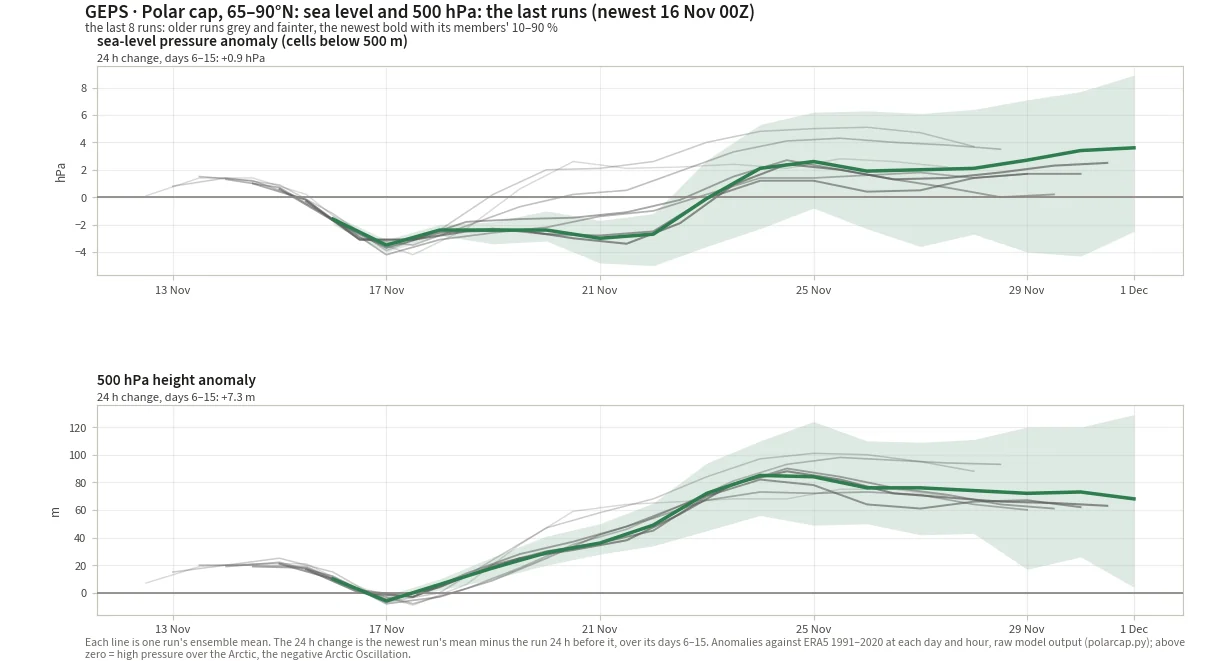 GEPS · Polar cap, 65–90°N: sea level and 500 hPa: the last runs (newest 16 Nov 00Z)
the last 8 runs: older runs grey and fainter, the newest bold with its members' 10–90 %
sea-level pressure anomaly (cells below 500 m)
24 h change, days 6–15: +0.9 hPa
8
6
4
2
0
−2
−4
hPa
13 Nov
17 Nov
21 Nov
25 Nov
29 Nov
1 Dec
500 hPa height anomaly
24 h change, days 6–15: +7.3 m
120
100
80
60
40
20
0
m
13 Nov
17 Nov
21 Nov
25 Nov
29 Nov
1 Dec
Each line is one run's ensemble mean. The 24 h change is the newest run's mean minus the run 24 h before it, over its days 6–15. Anomalies against ERA5 1991–2020 at each day and hour, raw model output (polarcap.py); above
zero = high pressure over the Arctic, the negative Arctic Oscillation.